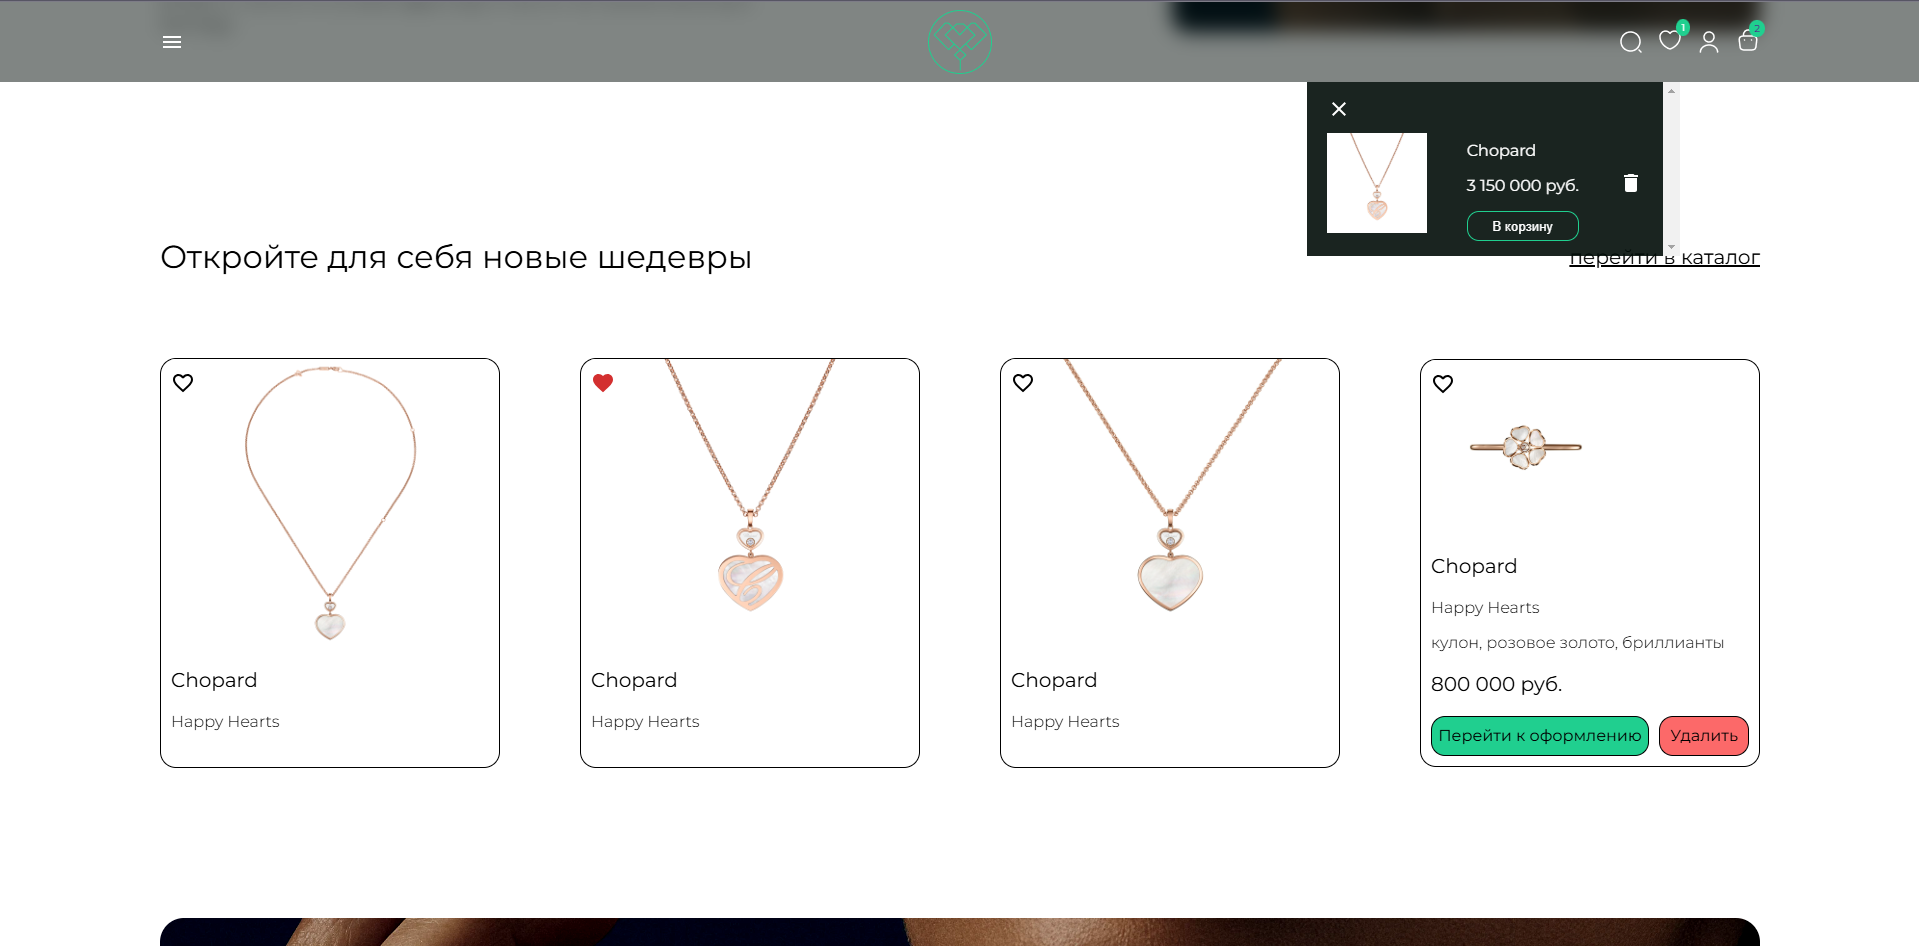 1
2
Chopard
3 150 000 руб.
В корзину
Откройте для себя новые шедевры
перейти в каталог
Chopard
Happy Hearts
Chopard
Happy Hearts
Chopard
Happy Hearts
Chopard
Happy Hearts
кулон, розовое золото, бриллианты
800 000 руб.
Перейти к оформлению
Удалить